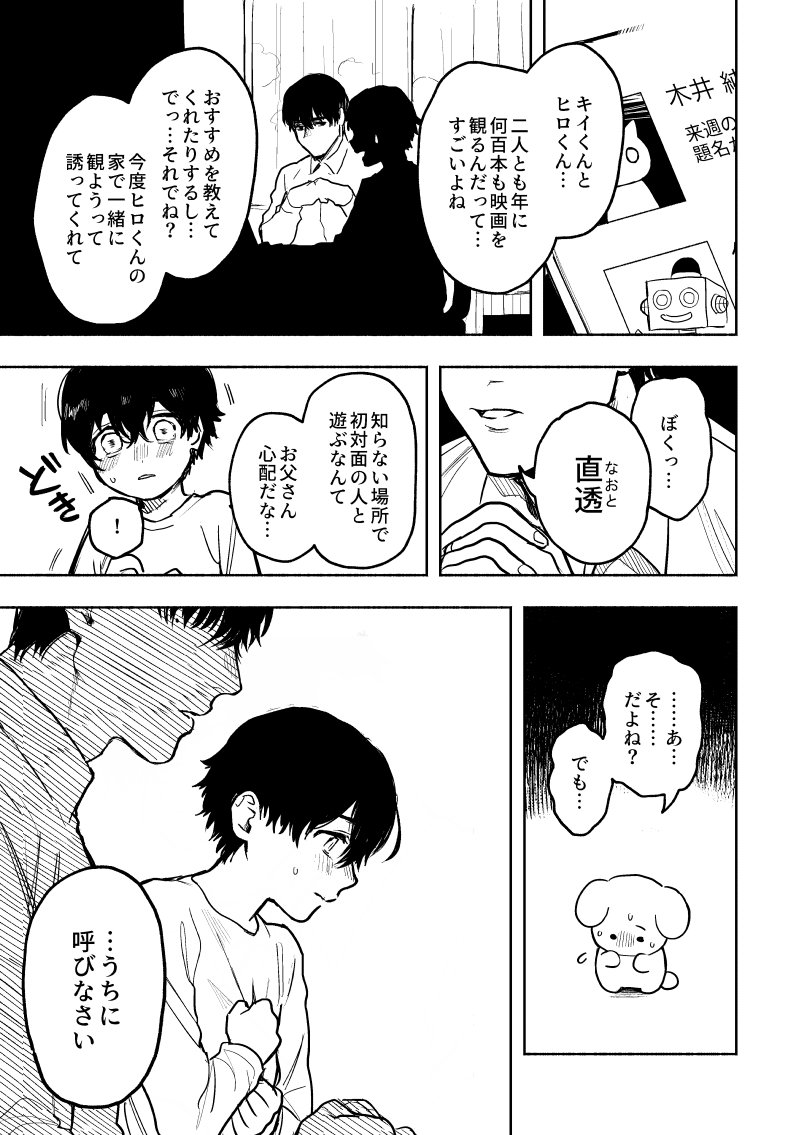 木井 純
来週の
題名
キイくんと
ヒロくん…
二人とも年に
何百本も映画を
観るんだって…
すごいよね
おすすめを教えて
くれたりするし…
でっ…それでね?
今度ヒロくんの
家で一緒に
観ようって
誘ってくれて
ぼくっ…
直透
なおと
知らない場所で
初対面の人と
遊ぶなんて
お父さん
心配だな…
!
どきっ
……あ
そ……
だよね?
でも…
…うちに
呼びなさい